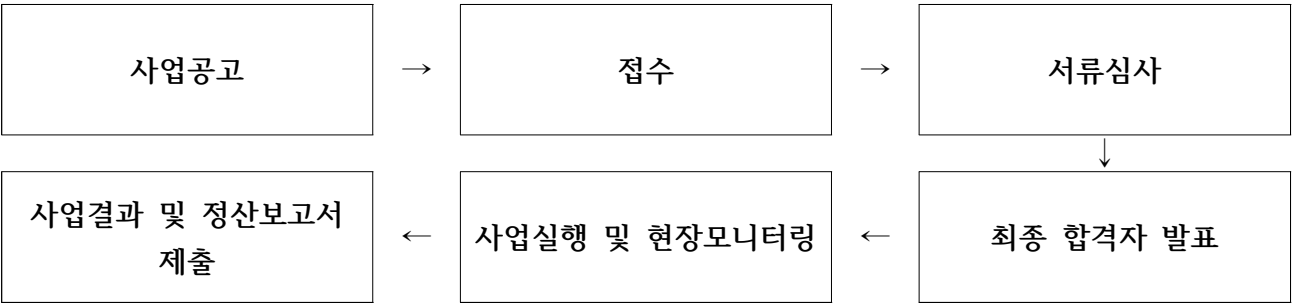 사업공고 → 접수 → 서류심사
↓
사업결과 및 정산보고서
제출 ← 사업실행 및 현장모니터링 ← 최종 합격자 발표